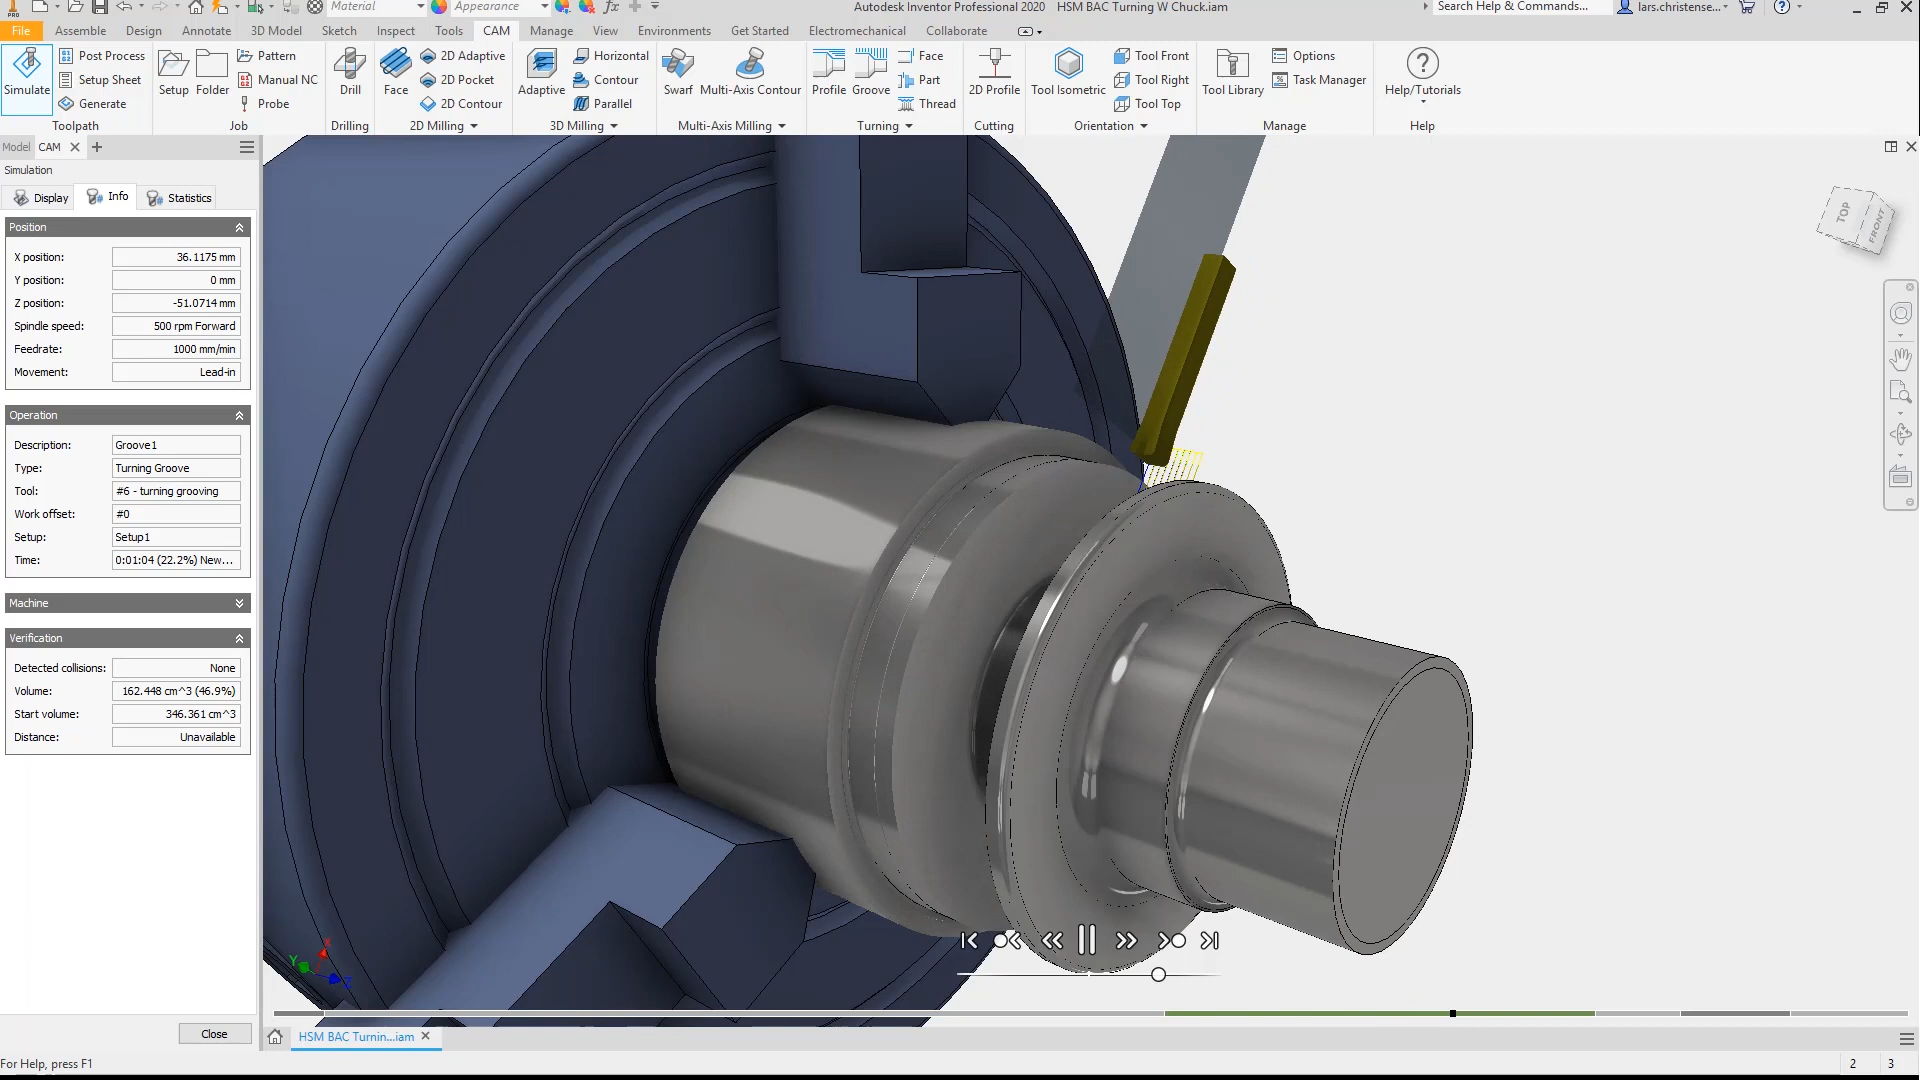 PRO
Material
Appearance
fx
Autodesk Inventor Professional 2020 HSM BAC Turning W Chuck.iam
Search Help & Commands...
lars.christense...
File
Assemble
Design
Annotate
3D Model
Sketch
Inspect
Tools
CAM
Manage
View
Environments
Get Started
Electromechanical
Collaborate
Simulate
Post Process
Setup Sheet
Generate
Toolpath
Setup
Folder
Pattern
Manual NC
Probe
Job
Drill
Drilling
Face
2D Adaptive
2D Pocket
2D Contour
2D Milling
Adaptive
Horizontal
Contour
Parallel
3D Milling
Swarf
Multi-Axis Contour
Multi-Axis Milling
Profile
Groove
Face
Part
Thread
Turning
2D Profile
Cutting
Tool Isometric
Tool Front
Tool Right
Tool Top
Orientation
Tool Library
Options
Task Manager
Manage
Help/Tutorials
Help
Model
CAM
Simulation
Display
Info
Statistics
Position
X position: 36.1175 mm
Y position: 0 mm
Z position: -51.0714 mm
Spindle speed: 500 rpm Forward
Feedrate: 1000 mm/min
Movement: Lead-in
Operation
Description: Groove1
Type: Turning Groove
Tool: #6 - turning grooving
Work offset: #0
Setup: Setup1
Time: 0:01:04 (22.2%) New...
Machine
Verification
Detected collisions: None
Volume: 162.448 cm^3 (46.9%)
Start volume: 346.361 cm^3
Distance: Unavailable
Close
TOP
FRONT
X
Y
Z
HSM BAC Turnin...iam
For Help, press F1
2
3